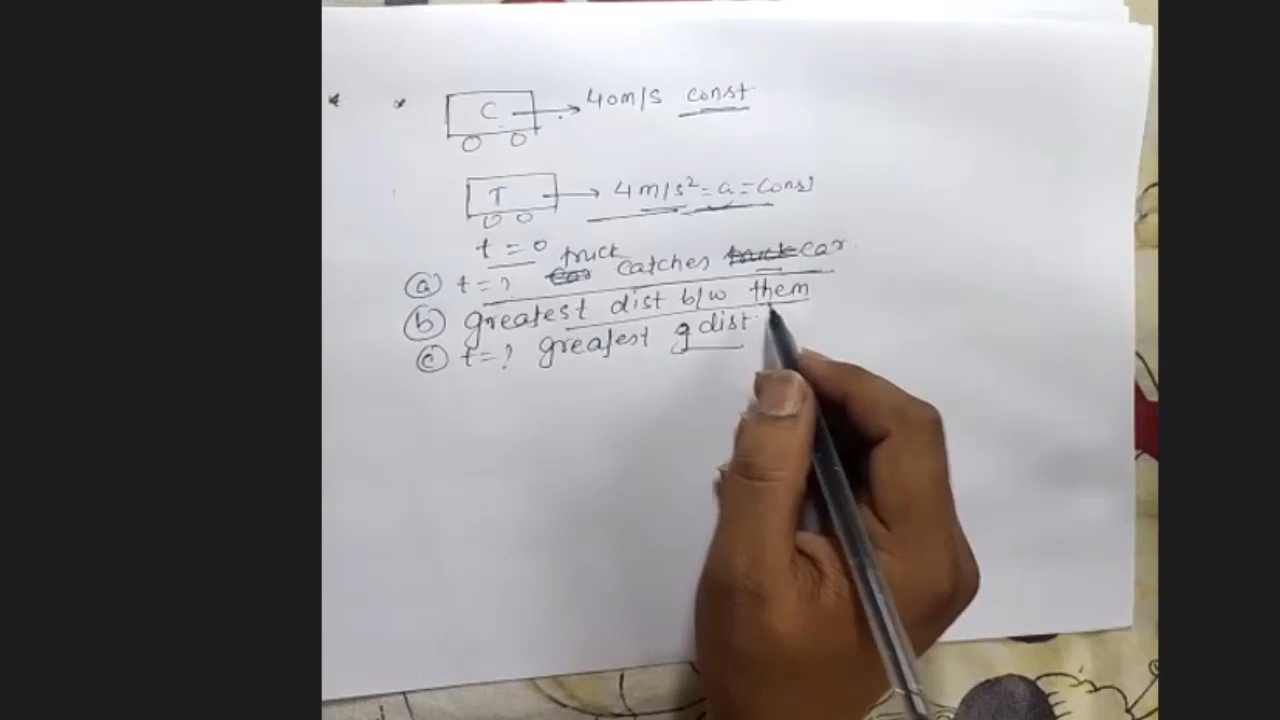 C → 40m/s const
T → 4m/s² = a = const
t = 0
(a) t = ? truck catches car
(b) greatest dist b/w them
(c) t = ? greatest dist.